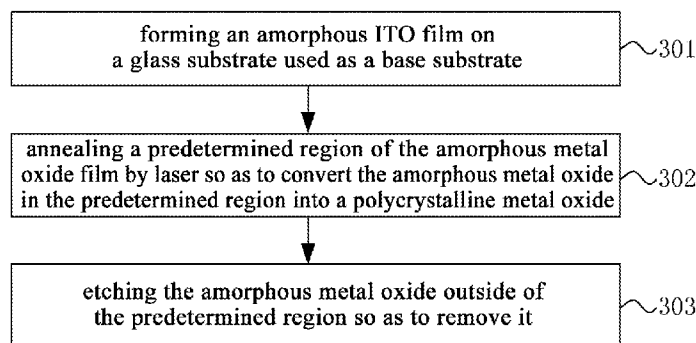 forming an amorphous ITO film on
a glass substrate used as a base substrate
301
annealing a predetermined region of the amorphous metal
oxide film by laser so as to convert the amorphous metal oxide
in the predetermined region into a polycrystalline metal oxide
302
etching the amorphous metal oxide outside of
the predetermined region so as to remove it
303